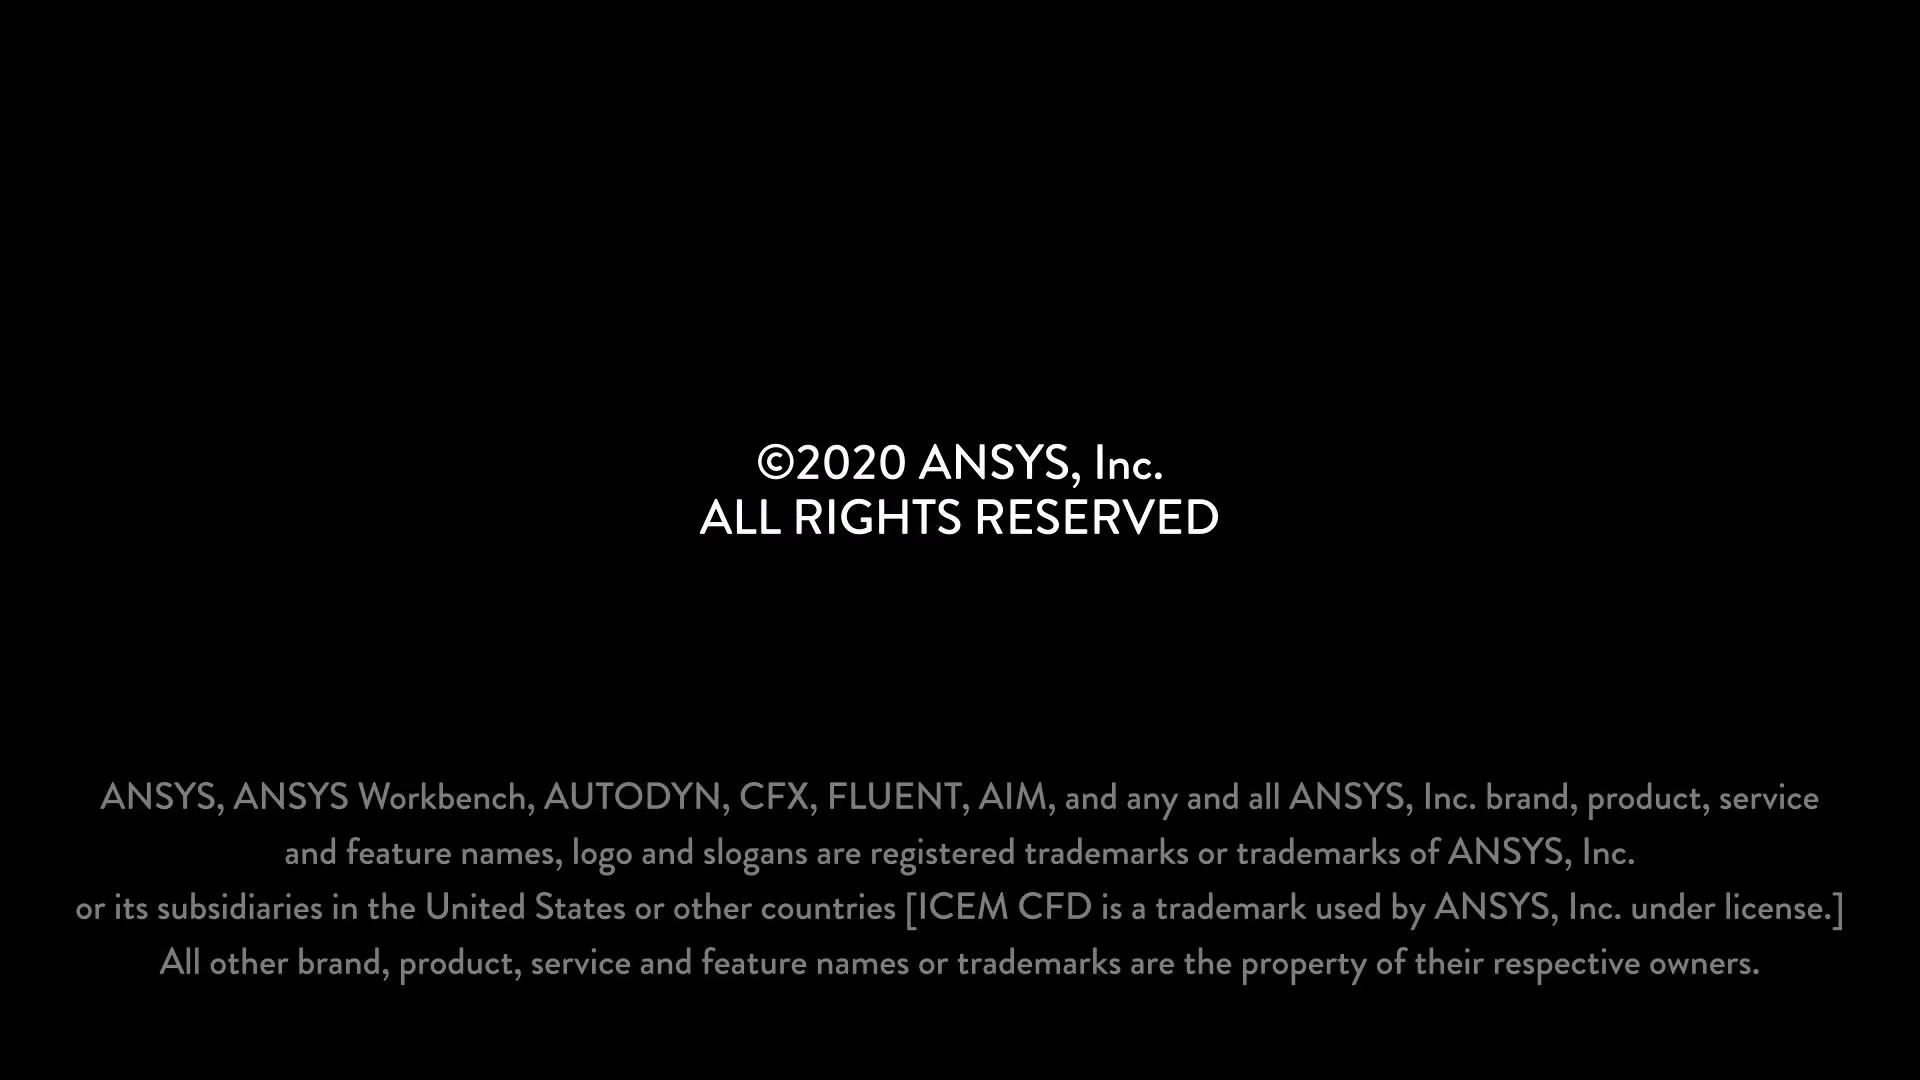 ©2020 ANSYS, Inc.
ALL RIGHTS RESERVED
ANSYS, ANSYS Workbench, AUTODYN, CFX, FLUENT, AIM, and any and all ANSYS, Inc. brand, product, service
and feature names, logo and slogans are registered trademarks or trademarks of ANSYS, Inc.
or its subsidiaries in the United States or other countries [ICEM CFD is a trademark used by ANSYS, Inc. under license.]
All other brand, product, service and feature names or trademarks are the property of their respective owners.